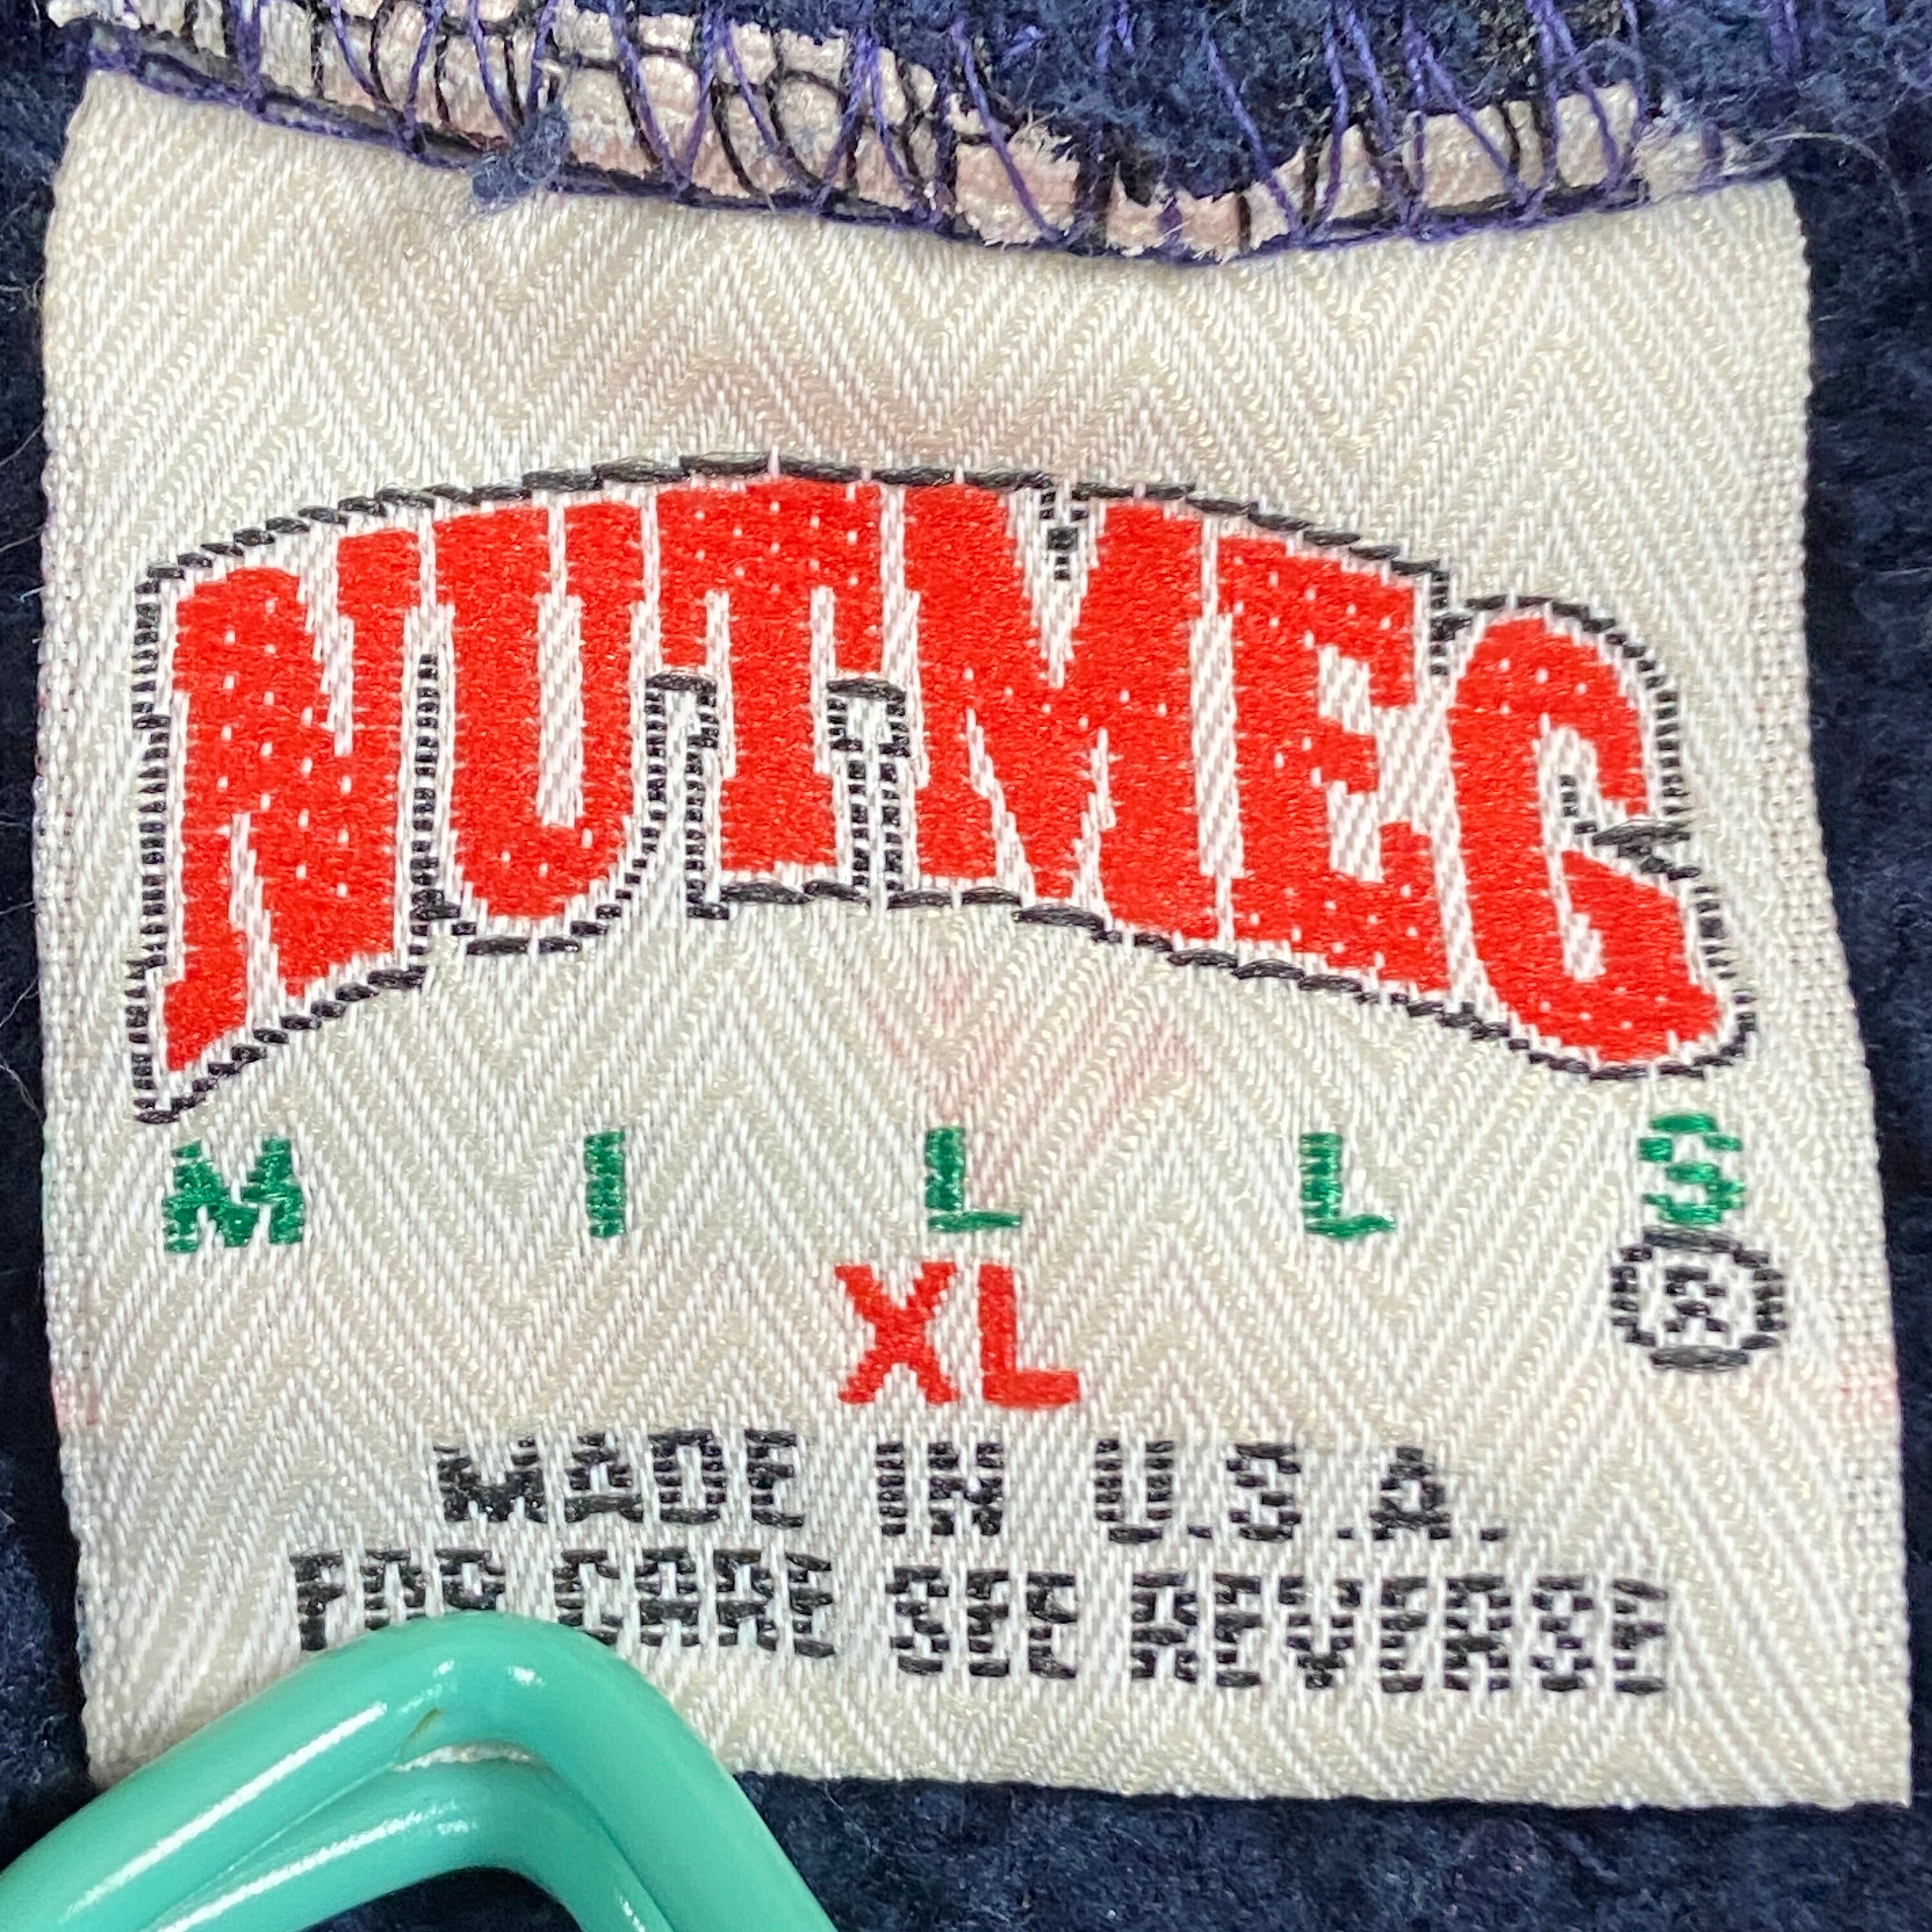 NUTMEG
MILLS
®
XL
MADE IN U.S.A.
FOR CARE SEE REVERSE